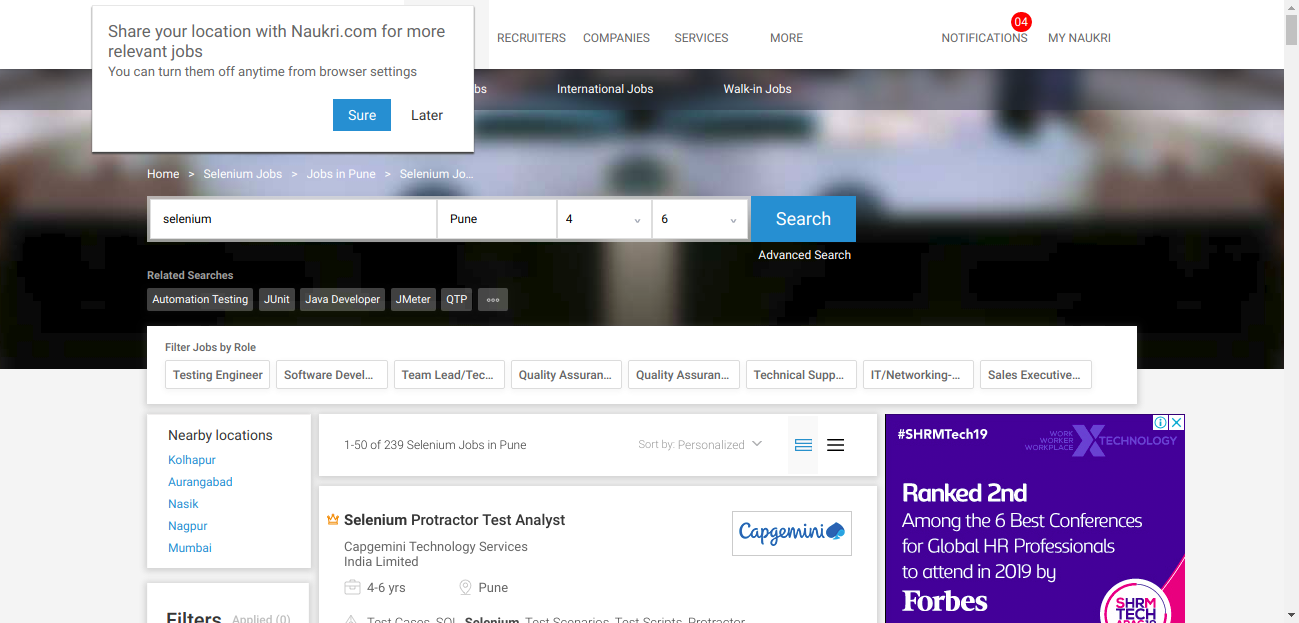 Share your location with Naukri.com for more
relevant jobs
You can turn them off anytime from browser settings
Sure
Later
RECRUITERS
COMPANIES
SERVICES
MORE
NOTIFICATIONS
04
MY NAUKRI
bs
International Jobs
Walk-in Jobs
Home > Selenium Jobs > Jobs in Pune > Selenium Jo...
selenium
Pune
4
6
Search
Advanced Search
Related Searches
Automation Testing
JUnit
Java Developer
JMeter
QTP
Filter Jobs by Role
Testing Engineer
Software Devel...
Team Lead/Tec...
Quality Assuran...
Quality Assuran...
Technical Supp...
IT/Networking-...
Sales Executive...
Nearby locations
Kolhapur
Aurangabad
Nasik
Nagpur
Mumbai
Filters
Applied (0)
1-50 of 239 Selenium Jobs in Pune
Sort by: Personalized
Selenium Protractor Test Analyst
Capgemini Technology Services
India Limited
Capgemini
4-6 yrs
Pune
Test Cases, SQL, Selenium, Test Scenarios, Test Scripts, Protractor
#SHRMTech19
WORK
WORKER
WORKPLACE
X TECHNOLOGY
Ranked 2nd
Among the 6 Best Conferences
for Global HR Professionals
to attend in 2019 by
Forbes
SHRM
TECH